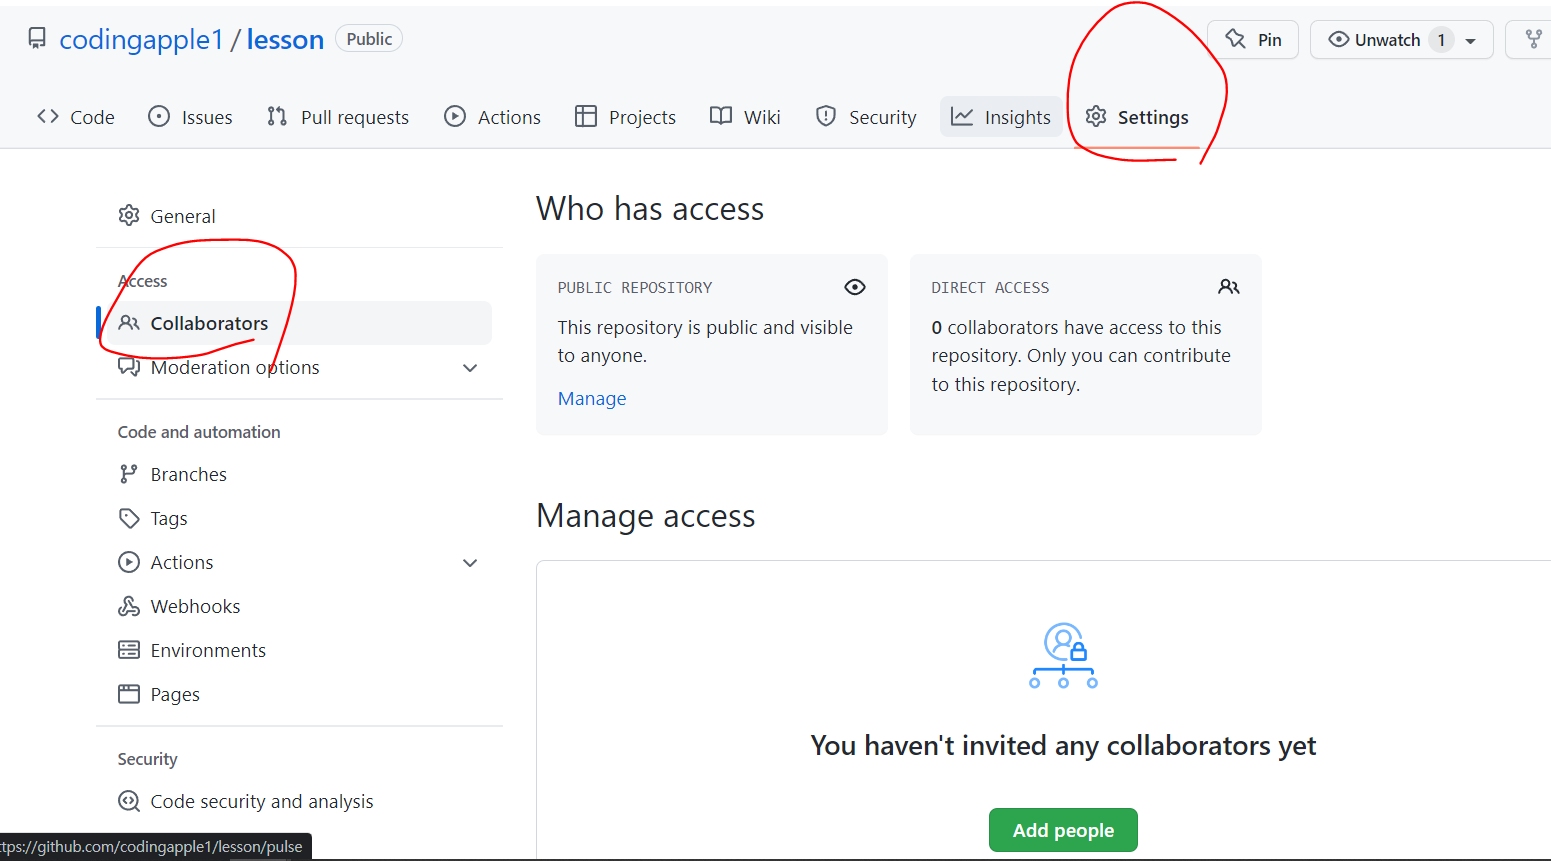 codingapple1 / lesson Public
Pin
Unwatch 1
Code
Issues
Pull requests
Actions
Projects
Wiki
Security
Insights
Settings
General
Access
Collaborators
Moderation options
Code and automation
Branches
Tags
Actions
Webhooks
Environments
Pages
Security
Code security and analysis
Who has access
PUBLIC REPOSITORY
This repository is public and visible
to anyone.
Manage
DIRECT ACCESS
0 collaborators have access to this
repository. Only you can contribute
to this repository.
Manage access
You haven't invited any collaborators yet
Add people
ttps://github.com/codingapple1/lesson/pulse